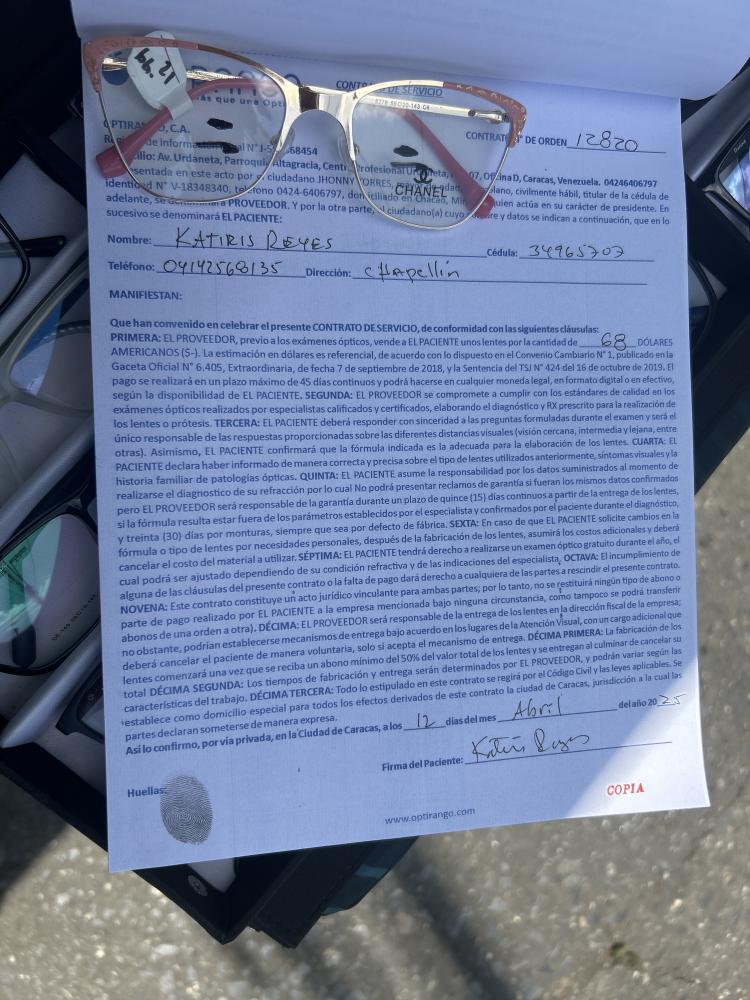 CONTRATO DE SERVICIO
más que una Opti
5278 55□20-143 C4
OPTIRANGO, C.A.
CONTRATO N° DE ORDEN 12820
68454
cilio: Av. Urdaneta, Parroquia Altagracia, Profesional Urdaneta, 07, Oficina D, Caracas, Venezuela. 04246406797
esentada en este acto por el ciudadano JHONNY TORRES, civilmente hábil, titular de la cédula de
identidad N° V-18348340, teléfono 0424-6406797, domiciliado en Chacao, quien actúa en su carácter de presidente. En
adelante, se denominará PROVEEDOR. Y por la otra parte, el ciudadano(a) cuyo nombre y datos se indican a continuación, que en lo
sucesivo se denominará EL PACIENTE:
CHANEL
Nombre: KATIRIS REYES Cédula: 34965707
Teléfono: 04142568135 Dirección: CHapellin
MANIFIESTAN:
Que han convenido en celebrar el presente CONTRATO DE SERVICIO, de conformidad con las siguientes cláusulas:
PRIMERA: EL PROVEEDOR, previo a los exámenes ópticos, vende a EL PACIENTE unos lentes por la cantidad de 68 DÓLARES
AMERICANOS (S-). La estimación en dólares es referencial, de acuerdo con lo dispuesto en el Convenio Cambiario N° 1, publicado en la
Gaceta Oficial N° 6.405, Extraordinaria, de fecha 7 de septiembre de 2018, y la Sentencia del TSJ N° 424 del 16 de octubre de 2019. El
pago se realizará en un plazo máximo de 45 días continuos y podrá hacerse en cualquier moneda legal, en formato digital o en efectivo,
según la disponibilidad de EL PACIENTE. SEGUNDA: EL PROVEEDOR se compromete a cumplir con los estándares de calidad en los
exámenes ópticos realizados por especialistas calificados y certificados, elaborando el diagnóstico y RX prescrito para la realización de
los lentes o prótesis. TERCERA: EL PACIENTE deberá responder con sinceridad a las preguntas formuladas durante el examen y será el
único responsable de las respuestas proporcionadas sobre las diferentes distancias visuales (visión cercana, intermedia y lejana, entre
otras). Asimismo, EL PACIENTE confirmará que la fórmula indicada es la adecuada para la elaboración de los lentes. CUARTA: EL
PACIENTE declara haber informado de manera correcta y precisa sobre el tipo de lentes utilizados anteriormente, síntomas visuales y la
historia familiar de patologías ópticas. QUINTA: EL PACIENTE asume la responsabilidad por los datos suministrados al momento de
realizarse el diagnostico de su refracción por lo cual No podrá presentar reclamos de garantía si fueran los mismos datos confirmados
pero EL PROVEEDOR será responsable de la garantía durante un plazo de quince (15) días continuos a partir de la entrega de los lentes,
si la fórmula resulta estar fuera de los parámetros establecidos por el especialista y confirmados por el paciente durante el diagnóstico,
y treinta (30) días por monturas, siempre que sea por defecto de fábrica. SEXTA: En caso de que EL PACIENTE solicite cambios en la
fórmula o tipo de lentes por necesidades personales, después de la fabricación de los lentes, asumirá los costos adicionales y deberá
cancelar el costo del material a utilizar. SÉPTIMA: EL PACIENTE tendrá derecho a realizarse un examen óptico gratuito durante el año, el
cual podrá ser ajustado dependiendo de su condición refractiva y de las indicaciones del especialista. OCTAVA: El incumplimiento de
alguna de las cláusulas del presente contrato o la falta de pago dará derecho a cualquiera de las partes a rescindir el presente contrato.
NOVENA: Este contrato constituye un acto jurídico vinculante para ambas partes; por lo tanto, no se restituirá ningún tipo de abono o
parte de pago realizado por EL PACIENTE a la empresa mencionada bajo ninguna circunstancia, como tampoco se podrá transferir
abonos de una orden a otra). DÉCIMA: EL PROVEEDOR será responsable de la entrega de los lentes en la dirección fiscal de la empresa;
no obstante, podrían establecerse mecanismos de entrega bajo acuerdo en los lugares de la Atención Visual, con un cargo adicional que
deberá cancelar el paciente de manera voluntaria, solo si acepta el mecanismo de entrega. DÉCIMA PRIMERA: La fabricación de los
lentes comenzará una vez que se reciba un abono mínimo del 50% del valor total de los lentes y se entregan al culminar de cancelar su
total DÉCIMA SEGUNDA: Los tiempos de fabricación y entrega serán determinados por EL PROVEEDOR, y podrán variar según las
características del trabajo. DÉCIMA TERCERA: Todo lo estipulado en este contrato se regirá por el Código Civil y las leyes aplicables. Se
establece como domicilio especial para todos los efectos derivados de este contrato la ciudad de Caracas, jurisdicción a la cual las
partes declaran someterse de manera expresa.
Así lo confirmo, por vía privada, en la Ciudad de Caracas, a los 12 días del mes Abril del año 2025
Firma del Paciente: Katiris Reyes
Huellas:
COPIA
www.optirango.com